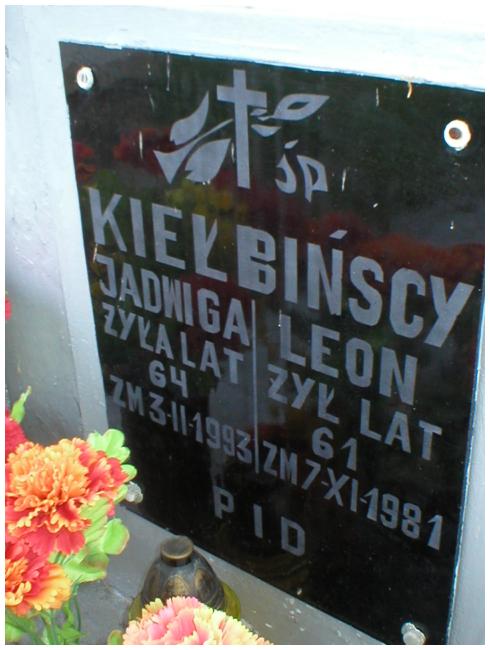 śp
KIEŁBIŃSCY
JADWIGA
ŻYŁA LAT
64
ZM 3·II·1993
LEON
ŻYŁ LAT
61
ZM 7·XI·1981
P I D